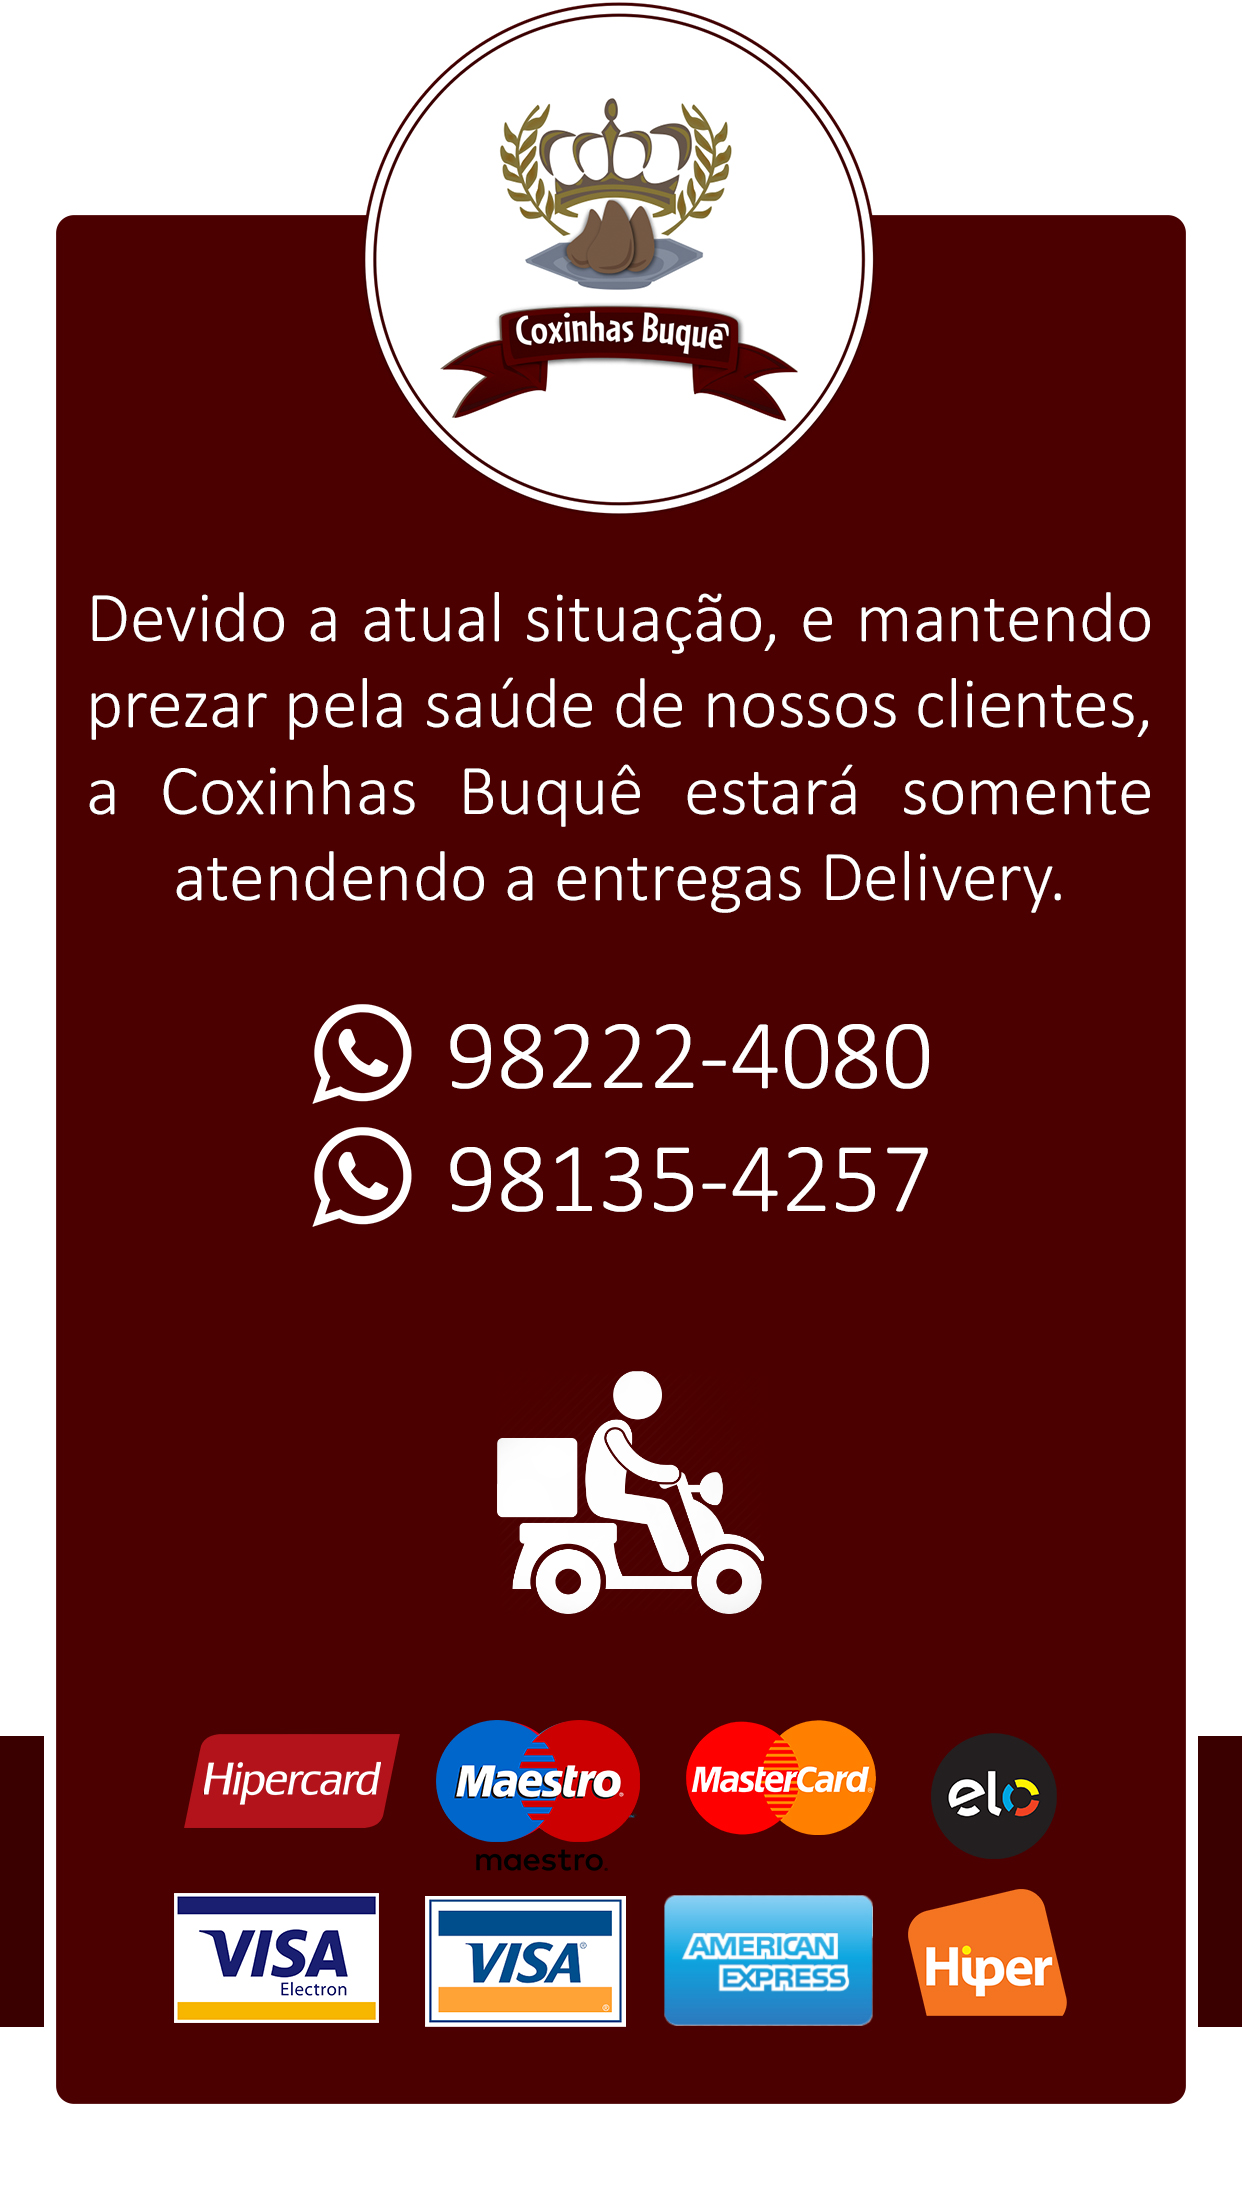 Coxinhas Buquê
Devido a atual situação, e mantendo
prezar pela saúde de nossos clientes,
a Coxinhas Buquê estará somente
atendendo a entregas Delivery.
98222-4080
98135-4257
Hipercard Maestro® MasterCard® elo
maestro.
VISA Electron VISA® ® AMERICAN EXPRESS Hiper